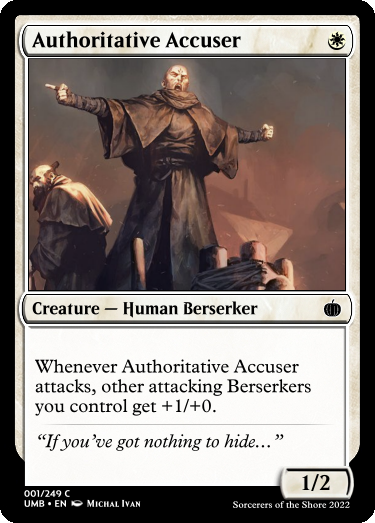 Authoritative Accuser
Creature — Human Berserker
Whenever Authoritative Accuser
attacks, other attacking Berserkers
you control get +1/+0.
“If you’ve got nothing to hide…”
1/2
001/249 C
UMB • EN Michal Ivan
Sorcerers of the Shore 2022